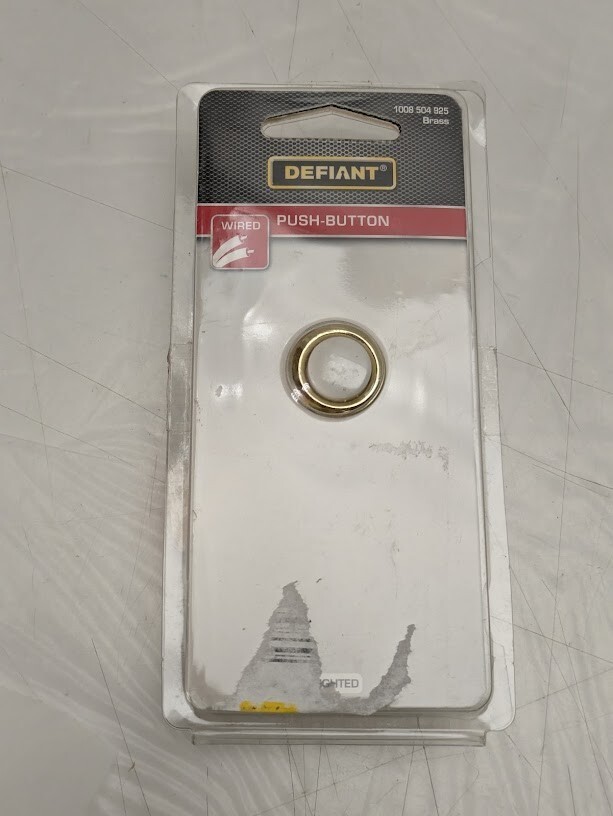 1008 504 925
Brass
DEFIANT®
PUSH-BUTTON
WIRED
GHTED